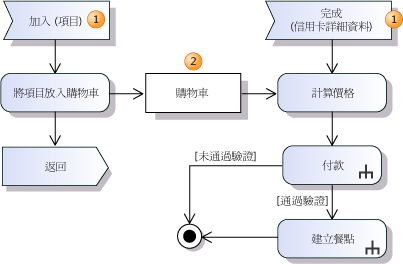 加入 (項目)
1
完成
(信用卡詳細資料)
1
2
將項目放入購物車
購物車
計算價格
返回
[未通過驗證]
付款
[通過驗證]
建立餐點